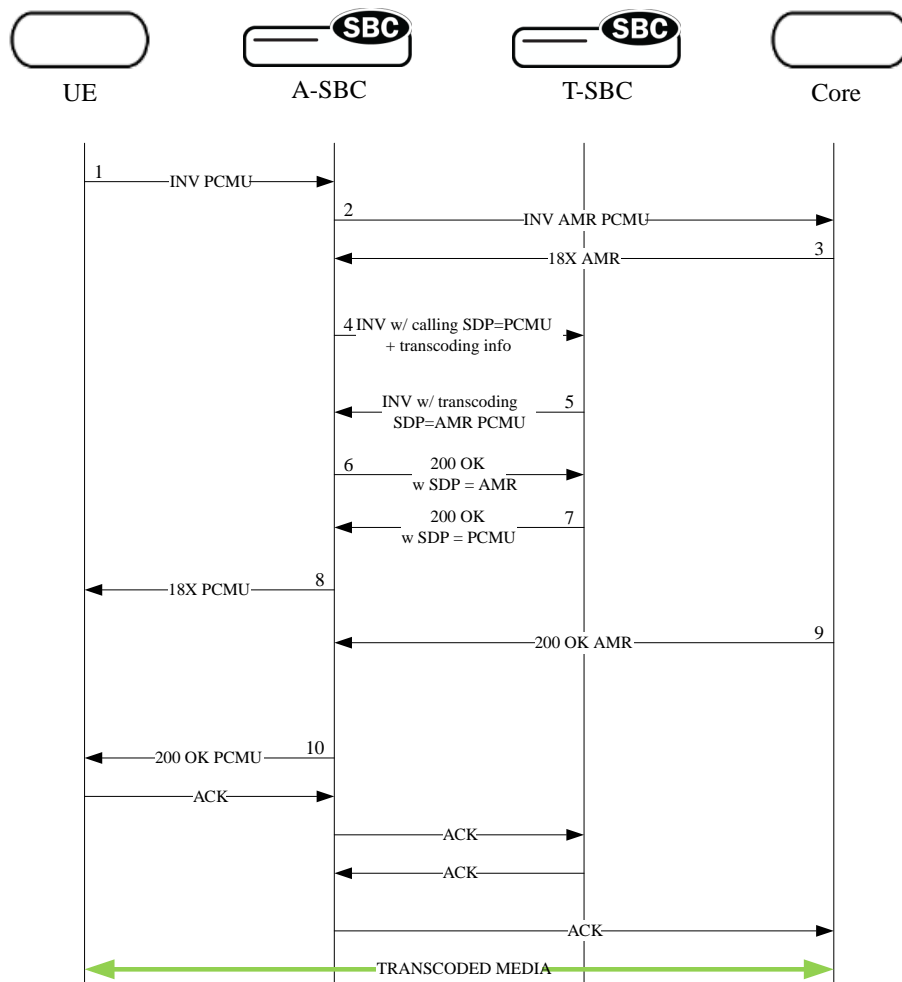 SBC
SBC
UE
A-SBC
T-SBC
Core
1
INV PCMU
2
INV AMR PCMU
3
18X AMR
4
INV w/ calling SDP=PCMU
+ transcoding info
INV w/ transcoding
SDP=AMR PCMU
5
6
200 OK
w SDP = AMR
200 OK
w SDP = PCMU
7
8
18X PCMU
9
200 OK AMR
10
200 OK PCMU
ACK
ACK
ACK
ACK
TRANSCODED MEDIA